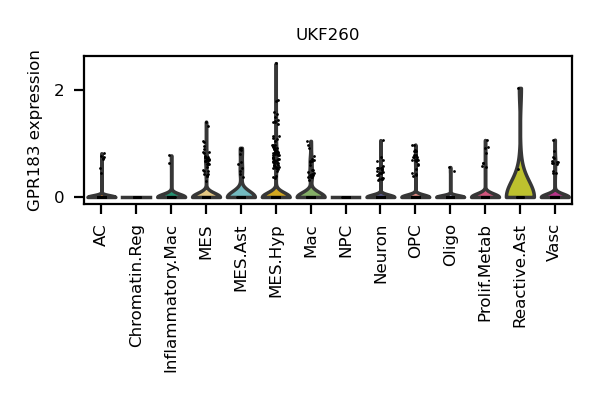 UKF260
GPR183 expression
2
0
AC
Chromatin.Reg
Inflammatory.Mac
MES
MES.Ast
MES.Hyp
Mac
NPC
Neuron
OPC
Oligo
Prolif.Metab
Reactive.Ast
Vasc